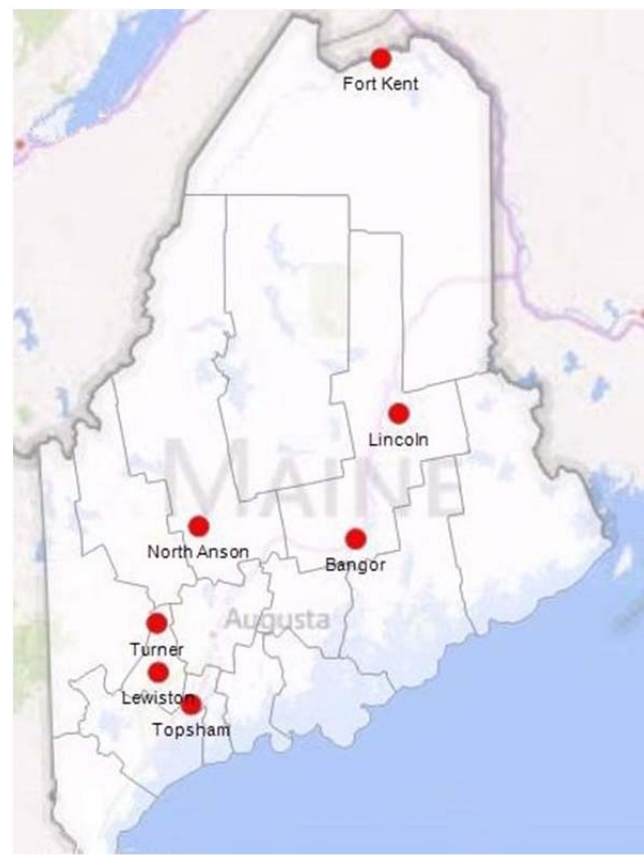 Fort Kent
Lincoln
MAINE
North Anson
Bangor
Augusta
Turner
Lewiston
Topsham